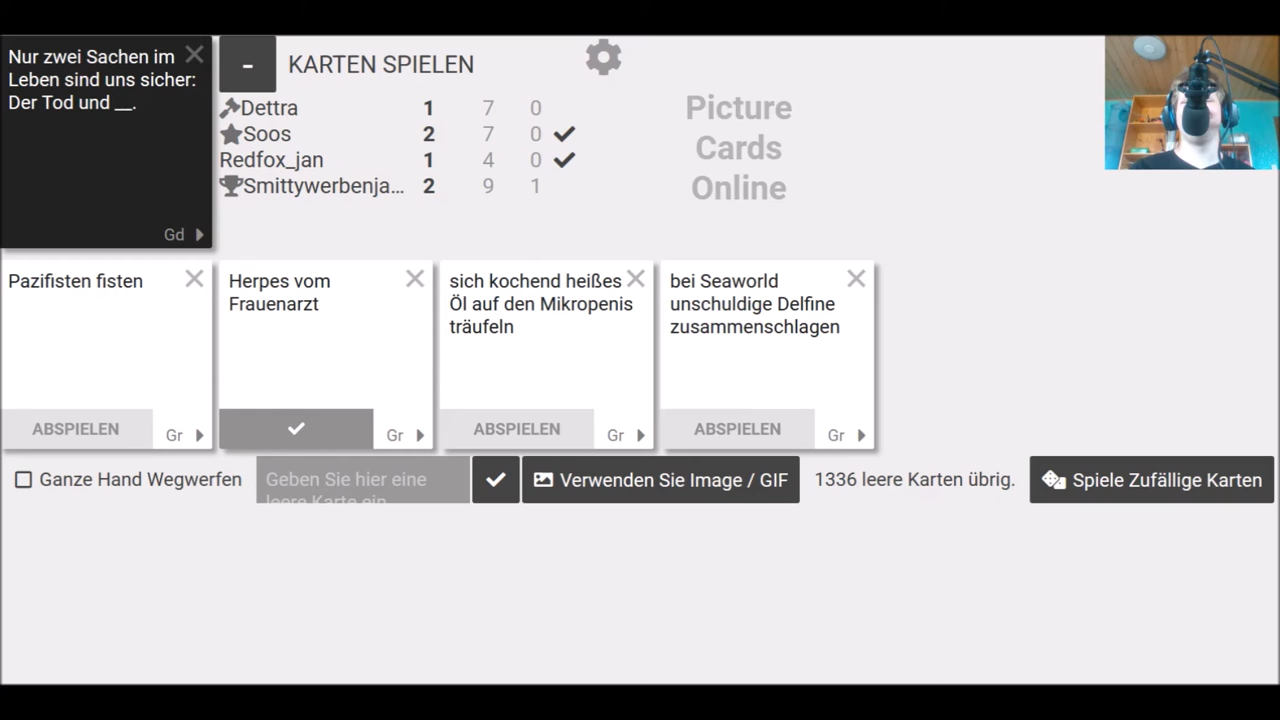 Nur zwei Sachen im
Leben sind uns sicher:
Der Tod und __.
Gd
-
KARTEN SPIELEN
Dettra 1 7 0
Soos 2 7 0
Redfox_jan 1 4 0
Smittywerbenja... 2 9 1
Picture
Cards
Online
Pazifisten fisten
ABSPIELEN
Gr
Herpes vom
Frauenarzt
Gr
sich kochend heißes
Öl auf den Mikropenis
träufeln
ABSPIELEN
Gr
bei Seaworld
unschuldige Delfine
zusammenschlagen
ABSPIELEN
Gr
Ganze Hand Wegwerfen
Geben Sie hier eine
leere Karte ein
Verwenden Sie Image / GIF
1336 leere Karten übrig.
Spiele Zufällige Karten